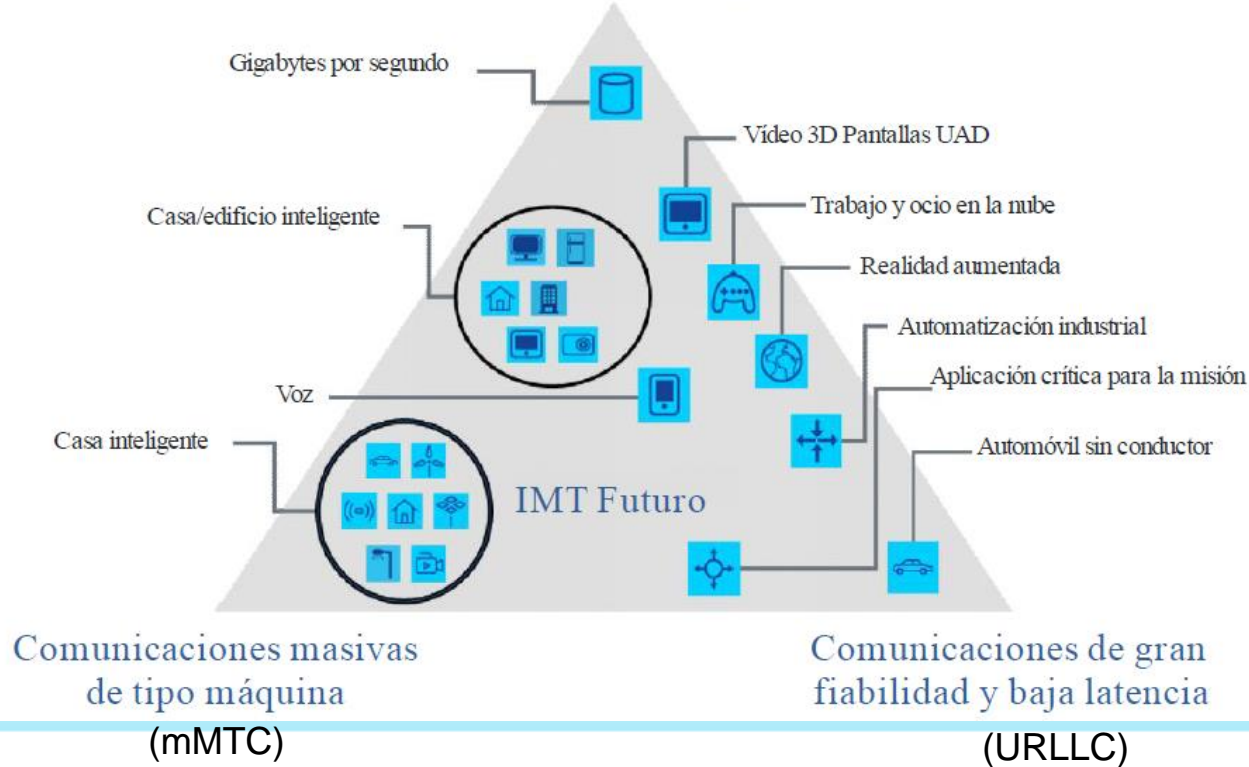 Gigabytes por segundo
Vídeo 3D Pantallas UAD
Casa/edificio inteligente
Trabajo y ocio en la nube
Realidad aumentada
Automatización industrial
Aplicación crítica para la misión
Voz
Casa inteligente
Automóvil sin conductor
IMT Futuro
Comunicaciones masivas
de tipo máquina
(mMTC)
Comunicaciones de gran
fiabilidad y baja latencia
(URLLC)